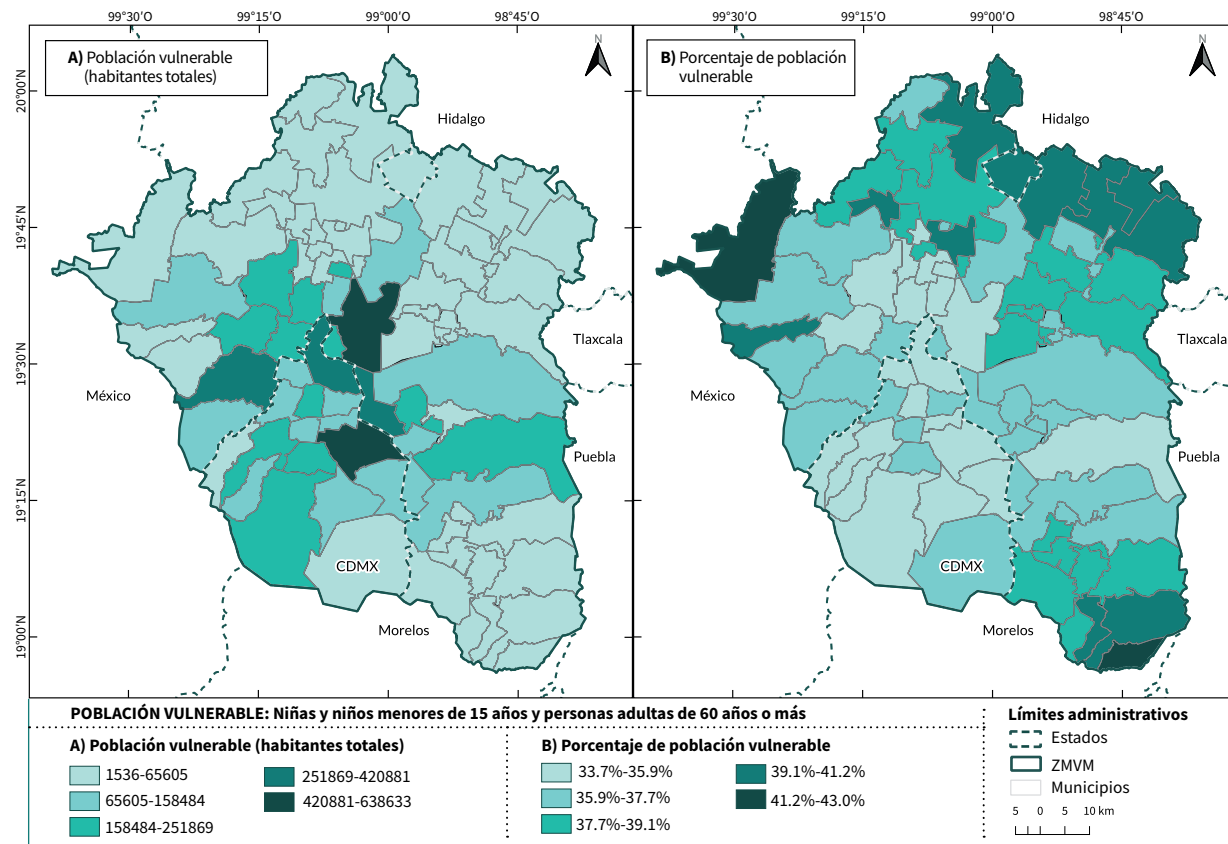 99°30'O 99°15'O 99°00'O 98°45'O 99°30'O 99°15'O 99°00'O 98°45'O
A) Población vulnerable
(habitantes totales)
N
B) Porcentaje de población
vulnerable
N
20°00'N
19°45'N
19°30'N
19°15'N
19°00'N
Hidalgo
Tlaxcala
México
Puebla
CDMX
Morelos
Hidalgo
Tlaxcala
México
Puebla
CDMX
Morelos
POBLACIÓN VULNERABLE: Niñas y niños menores de 15 años y personas adultas de 60 años o más
A) Población vulnerable (habitantes totales)
1536-65605
65605-158484
158484-251869
251869-420881
420881-638633
B) Porcentaje de población vulnerable
33.7%-35.9%
35.9%-37.7%
37.7%-39.1%
39.1%-41.2%
41.2%-43.0%
Límites administrativos
Estados
ZMVM
Municipios
5 0 5 10 km